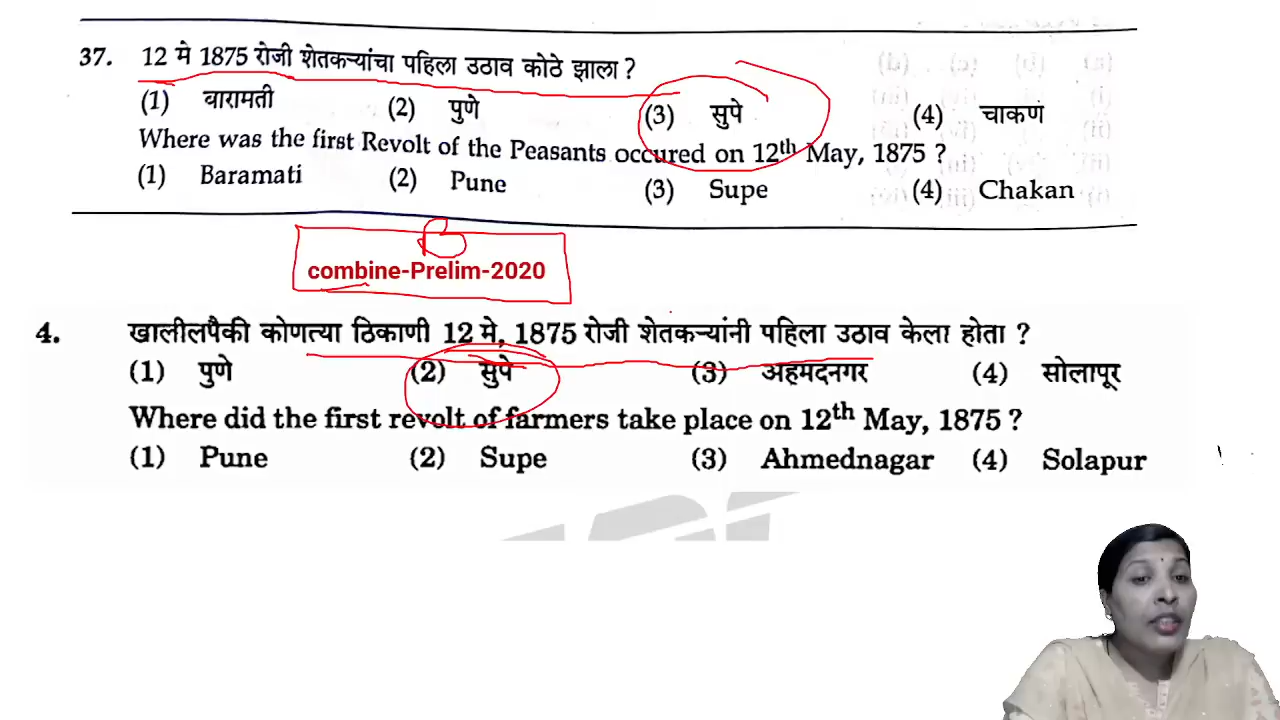 37. 12 मे 1875 रोजी शेतकऱ्यांचा पहिला उठाव कोठे झाला ?
(1) बारामती (2) पुणे (3) सुपे (4) चाकण
Where was the first Revolt of the Peasants occured on 12th May, 1875 ?
(1) Baramati (2) Pune (3) Supe (4) Chakan
B
combine-Prelim-2020
4. खालीलपैकी कोणत्या ठिकाणी 12 मे, 1875 रोजी शेतकऱ्यांनी पहिला उठाव केला होता ?
(1) पुणे (2) सुपे (3) अहमदनगर (4) सोलापूर
Where did the first revolt of farmers take place on 12th May, 1875 ?
(1) Pune (2) Supe (3) Ahmednagar (4) Solapur